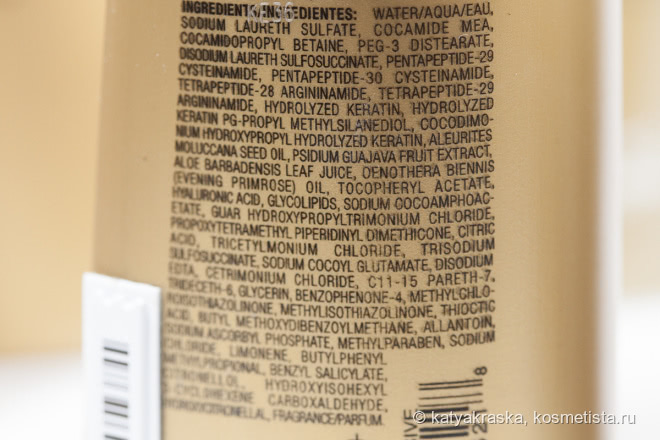 INGREDIENTS/INGREDIENTES: WATER/AQUA/EAU,
SODIUM LAURETH SULFATE, COCAMIDE MEA,
COCAMIDOPROPYL BETAINE, PEG-3 DISTEARATE,
DISODIUM LAURETH SULFOSUCCINATE, PENTAPEPTIDE-29
CYSTEINAMIDE, PENTAPEPTIDE-30 CYSTEINAMIDE,
TETRAPEPTIDE-28 ARGININAMIDE, TETRAPEPTIDE-29
ARGININAMIDE, HYDROLYZED KERATIN, HYDROLYZED
KERATIN PG-PROPYL METHYLSILANEDIOL, COCODIMO-
NIUM HYDROXYPROPYL HYDROLYZED KERATIN, ALEURITES
MOLUCCANA SEED OIL, PSIDIUM GUAJAVA FRUIT EXTRACT,
ALOE BARBADENSIS LEAF JUICE, OENOTHERA BIENNIS
(EVENING PRIMROSE) OIL, TOCOPHERYL ACETATE,
HYALURONIC ACID, GLYCOLIPIDS, SODIUM COCOAMPHOAC-
ETATE, GUAR HYDROXYPROPYLTRIMONIUM CHLORIDE,
PROPOXYTETRAMETHYL PIPERIDINYL DIMETHICONE, CITRIC
ACID, TRICETYLMONIUM CHLORIDE, TRISODIUM
SULFOSUCCINATE, SODIUM COCOYL GLUTAMATE, DISODIUM
EDTA, CETRIMONIUM CHLORIDE, C11-15 PARETH-7,
TRIDECETH-6, GLYCERIN, BENZOPHENONE-4, METHYLCHLO-
ROISOTHIAZOLINONE, METHYLISOTHIAZOLINONE, THIOCTIC
ACID, BUTYL METHOXYDIBENZOYLMETHANE, ALLANTOIN,
SODIUM ASCORBYL PHOSPHATE, METHYLPARABEN, SODIUM
CHLORIDE, LIMONENE, BUTYLPHENYL
METHYLPROPIONAL, BENZYL SALICYLATE,
CITRONELLOL, HYDROXYISOHEXYL
3-CYCLOHEXENE CARBOXALDEHYDE,
HYDROXYCITRONELLAL, FRAGRANCE/PARFUM.
© katyakraska, kosmetista.ru